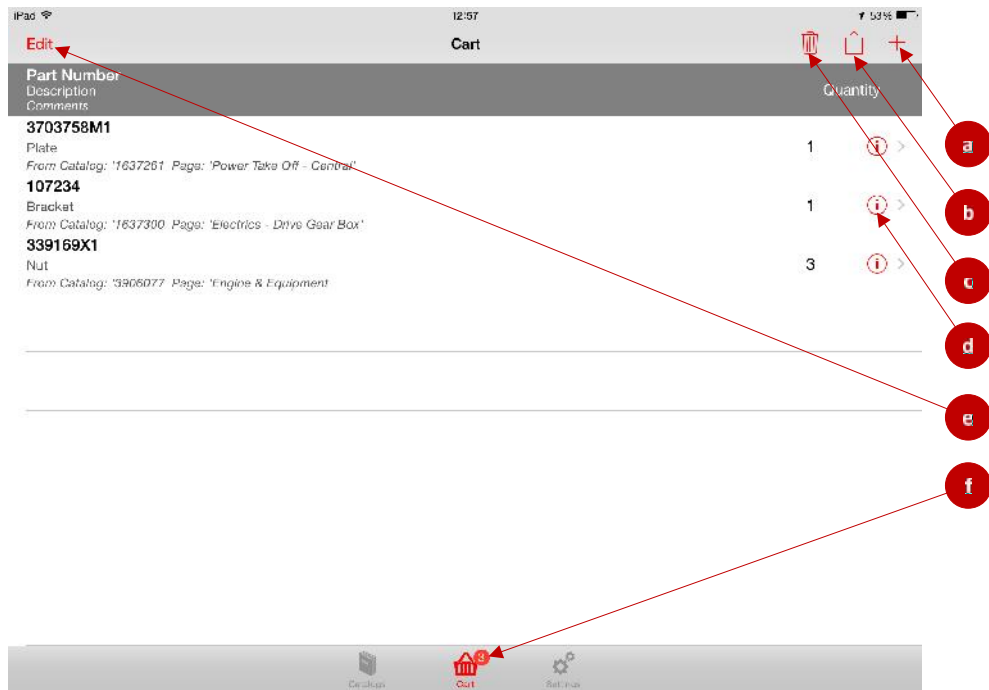 iPad 12:57 53%
Edit Cart
Part Number
Description Quantity
Comments
3703758M1
Plate 1
From Catalog: '1637261 Page: 'Power Take Off - Central'
107234
Bracket 1
From Catalog: '1637300 Page: 'Electrics - Drive Gear Box'
339169X1
Nut 3
From Catalog: '3906077 Page: 'Engine & Equipment
a
b
c
d
e
f
3
Catalogs Cart Settings